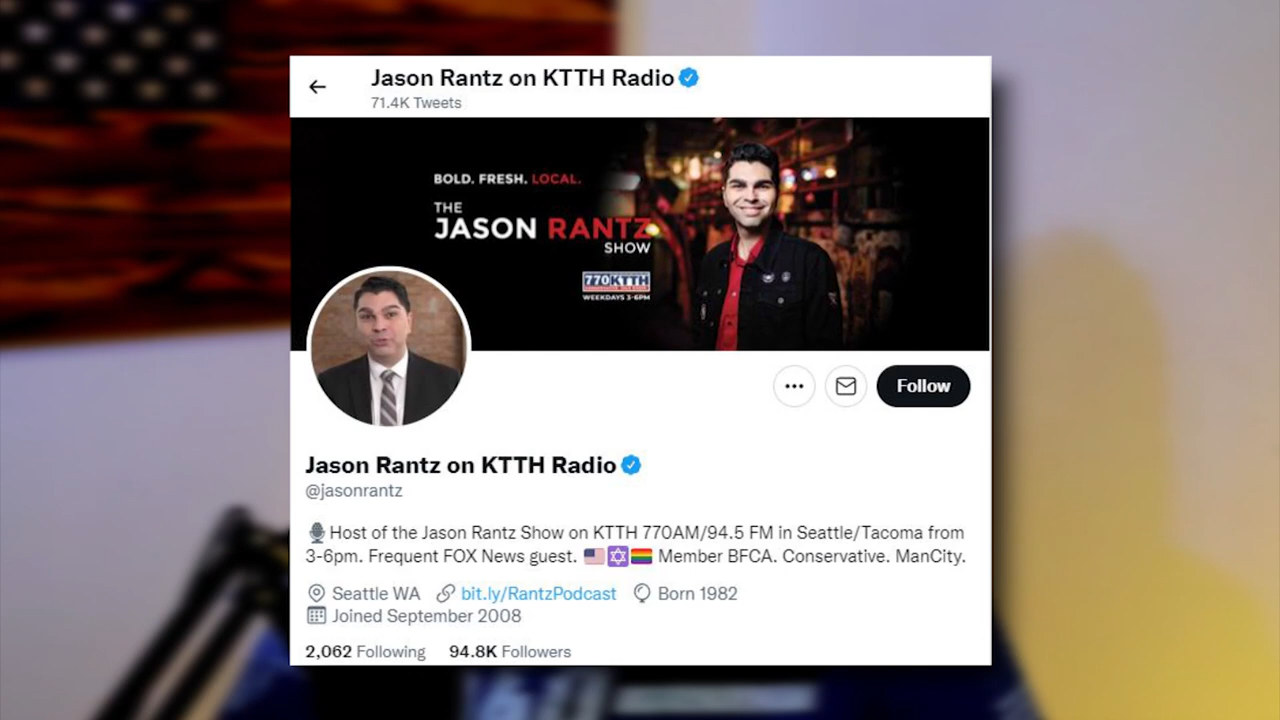 Jason Rantz on KTTH Radio
71.4K Tweets
BOLD. FRESH. LOCAL.
THE
JASON RANTZ
SHOW
770KTTH
WEEKDAYS 3-6PM
Follow
Jason Rantz on KTTH Radio
@jasonrantz
🎙Host of the Jason Rantz Show on KTTH 770AM/94.5 FM in Seattle/Tacoma from
3-6pm. Frequent FOX News guest. 🇺🇸🔯🏳️‍🌈 Member BFCA. Conservative. ManCity.
Seattle WA bit.ly/RantzPodcast Born 1982
Joined September 2008
2,062 Following 94.8K Followers